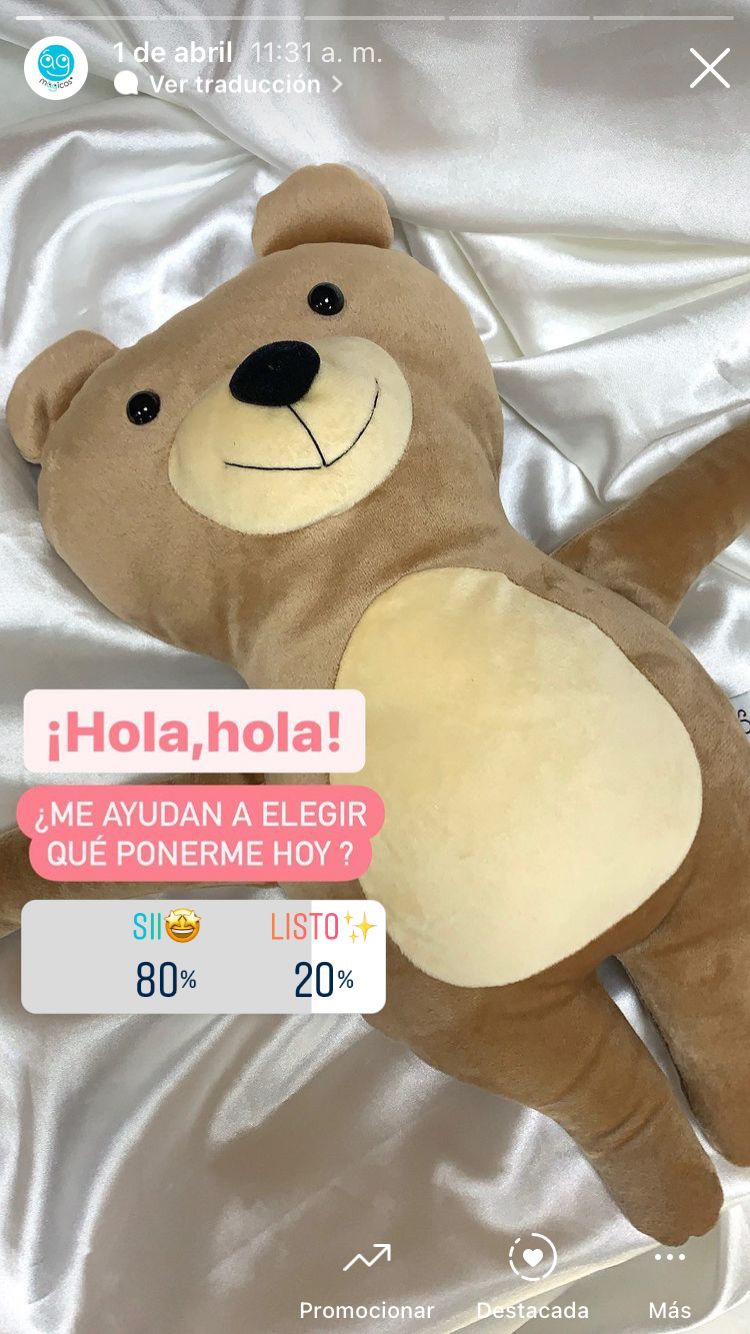 1 de abril 11:31 a. m.
Ver traducción >
¡Hola,hola!
¿ME AYUDAN A ELEGIR
QUÉ PONERME HOY ?
SII🤩 LISTO✨
80% 20%
Promocionar Destacada Más